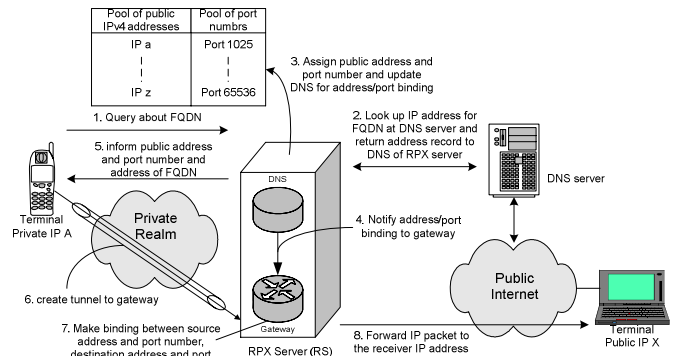 Pool of public
IPv4 addresses
Pool of port
numbrs
IP a
Port 1025
IP z
Port 65536
3. Assign public address and
port number and update
DNS for address/port binding
1. Query about FQDN
2. Look up IP address for
FQDN at DNS server and
return address record to
DNS of RPX server
5. inform public address
and port number and
address of FQDN
DNS
DNS server
Terminal
Private IP A
Private
Realm
4. Notify address/port
binding to gateway
Public
Internet
6. create tunnel to gateway
7. Make binding between source
address and port number,
destination address and port
Gateway
RPX Server (RS)
8. Forward IP packet to
the receiver IP address
Terminal
Public IP X